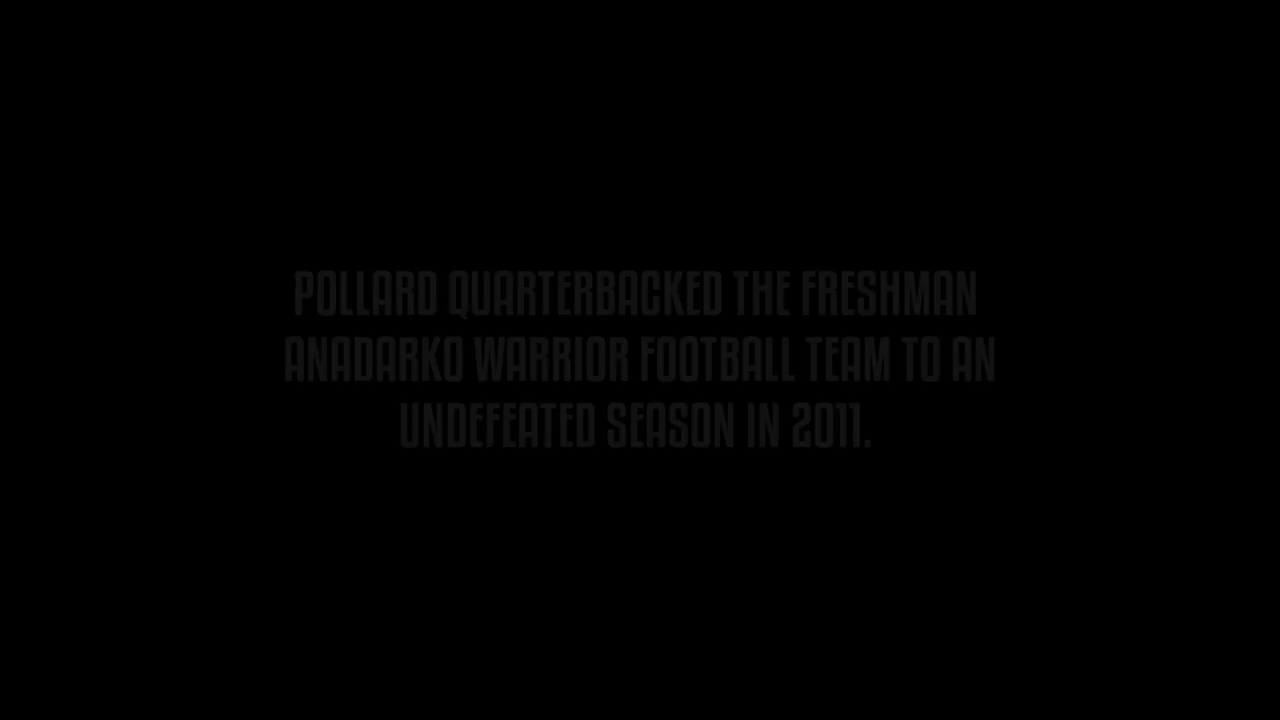 POLLARD QUARTERBACKED THE FRESHMAN
ANADARKO WARRIOR FOOTBALL TEAM TO AN
UNDEFEATED SEASON IN 2011.